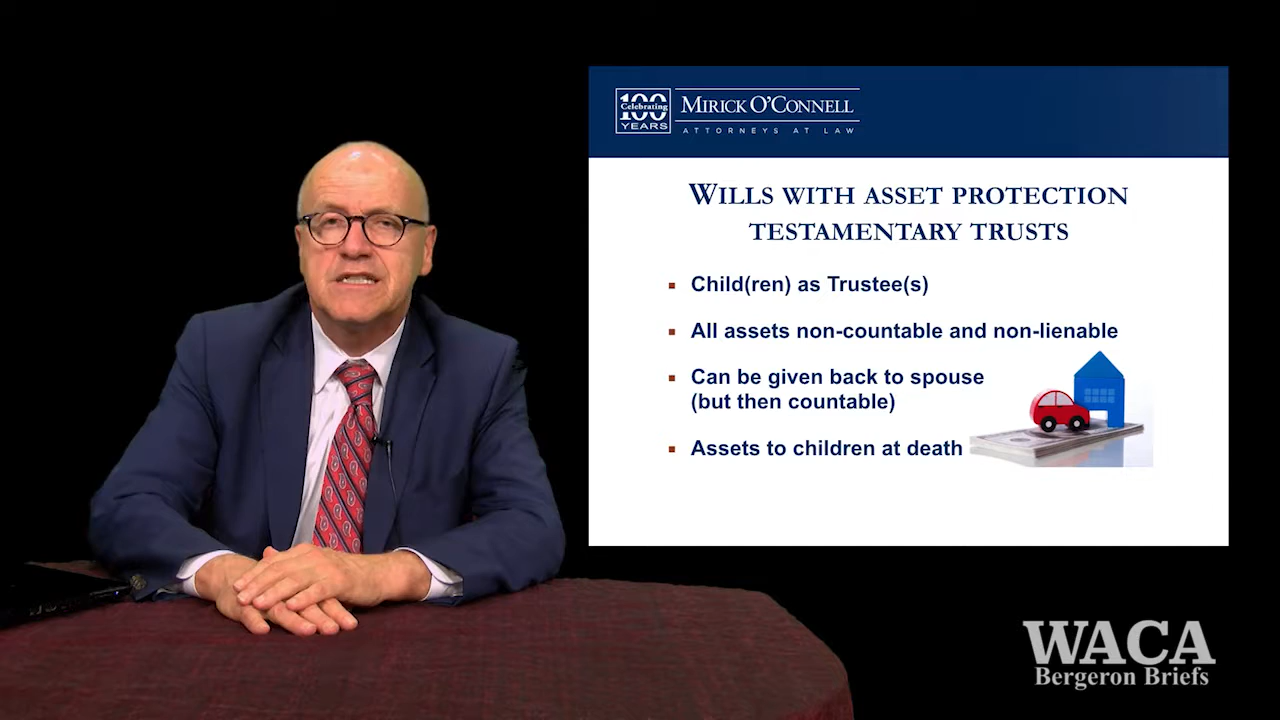 Celebrating
100
YEARS
MIRICK O'CONNELL
ATTORNEYS AT LAW
WILLS WITH ASSET PROTECTION
TESTAMENTARY TRUSTS
Child(ren) as Trustee(s)
All assets non-countable and non-lienable
Can be given back to spouse
(but then countable)
Assets to children at death
WACA
Bergeron Briefs